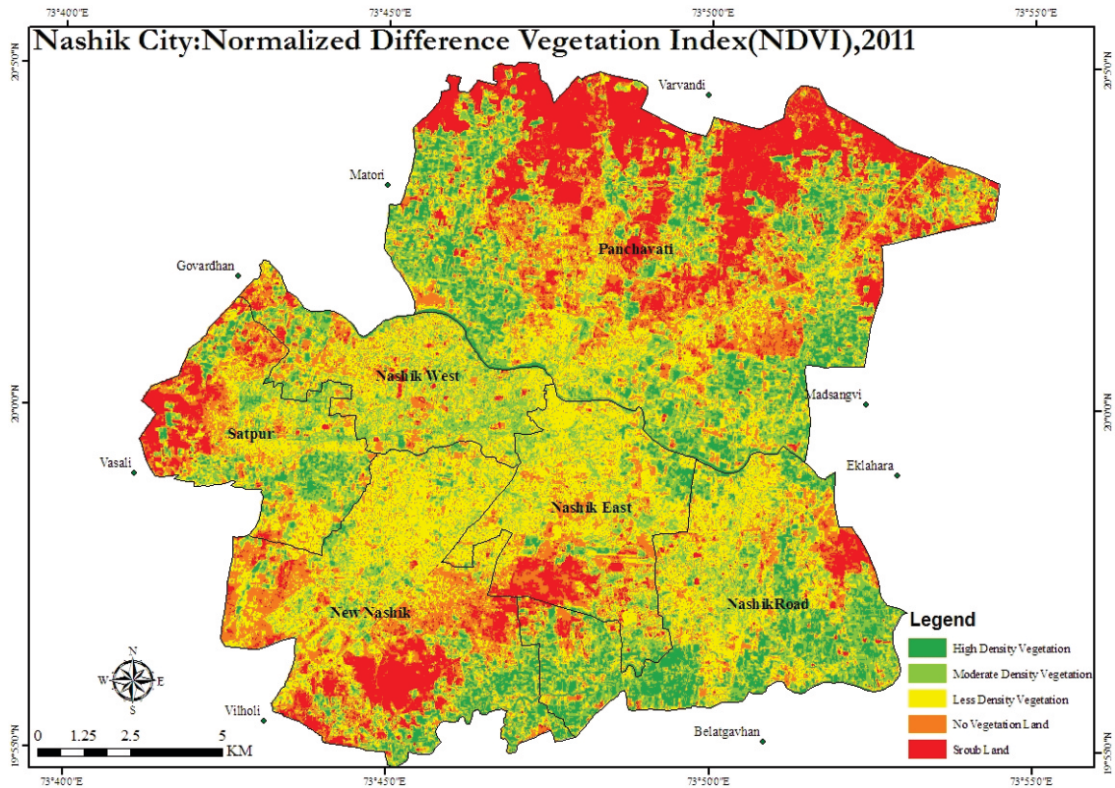 73°40'0"E 73°45'0"E 73°50'0"E 73°55'0"E
Nashik City:Normalized Difference Vegetation Index(NDVI),2011
20°5'0"N
20°5'0"N
Varvandi
Matori
Panchavati
Govardhan
Nashik West
20°0'0"N
20°0'0"N
Madsangvi
Satpur
Vasali
Eklahara
Nashik East
New Nashik
NashikRoad
Legend
High Density Vegetation
Moderate Density Vegetation
Less Density Vegetation
No Vegetation Land
Sroub Land
N
W E
S
Vilholi
Belatgavhan
0 1.25 2.5 5
KM
19°55'0"N
19°55'0"N
73°40'0"E 73°45'0"E 73°50'0"E 73°55'0"E